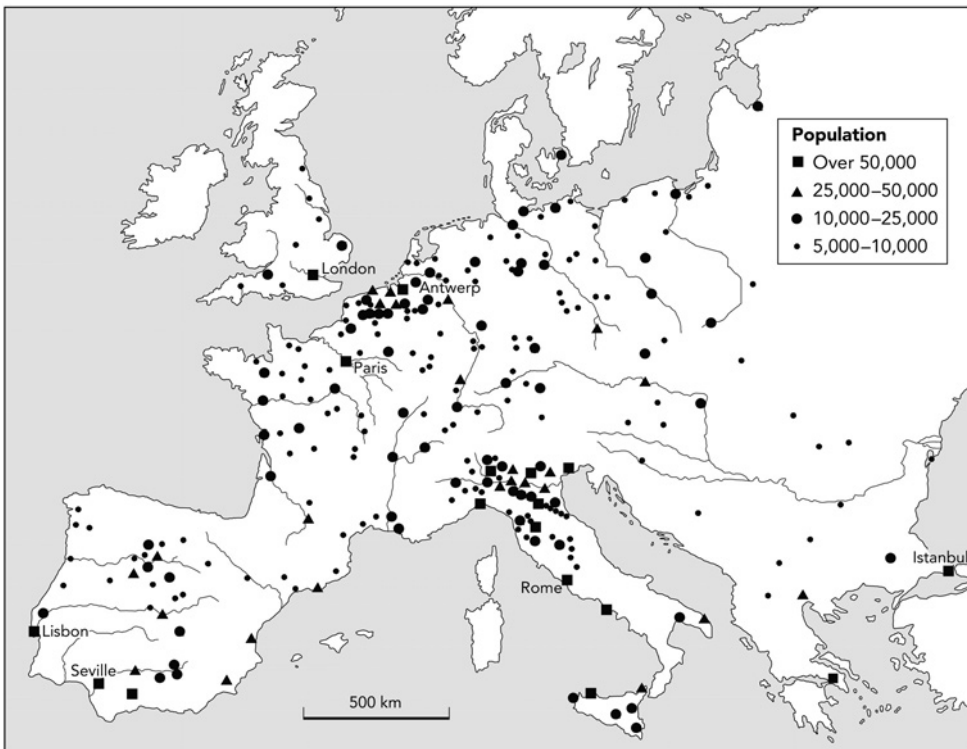 Population
Over 50,000
25,000–50,000
10,000–25,000
5,000–10,000
London
Antwerp
Paris
Istanbul
Rome
Lisbon
Seville
500 km